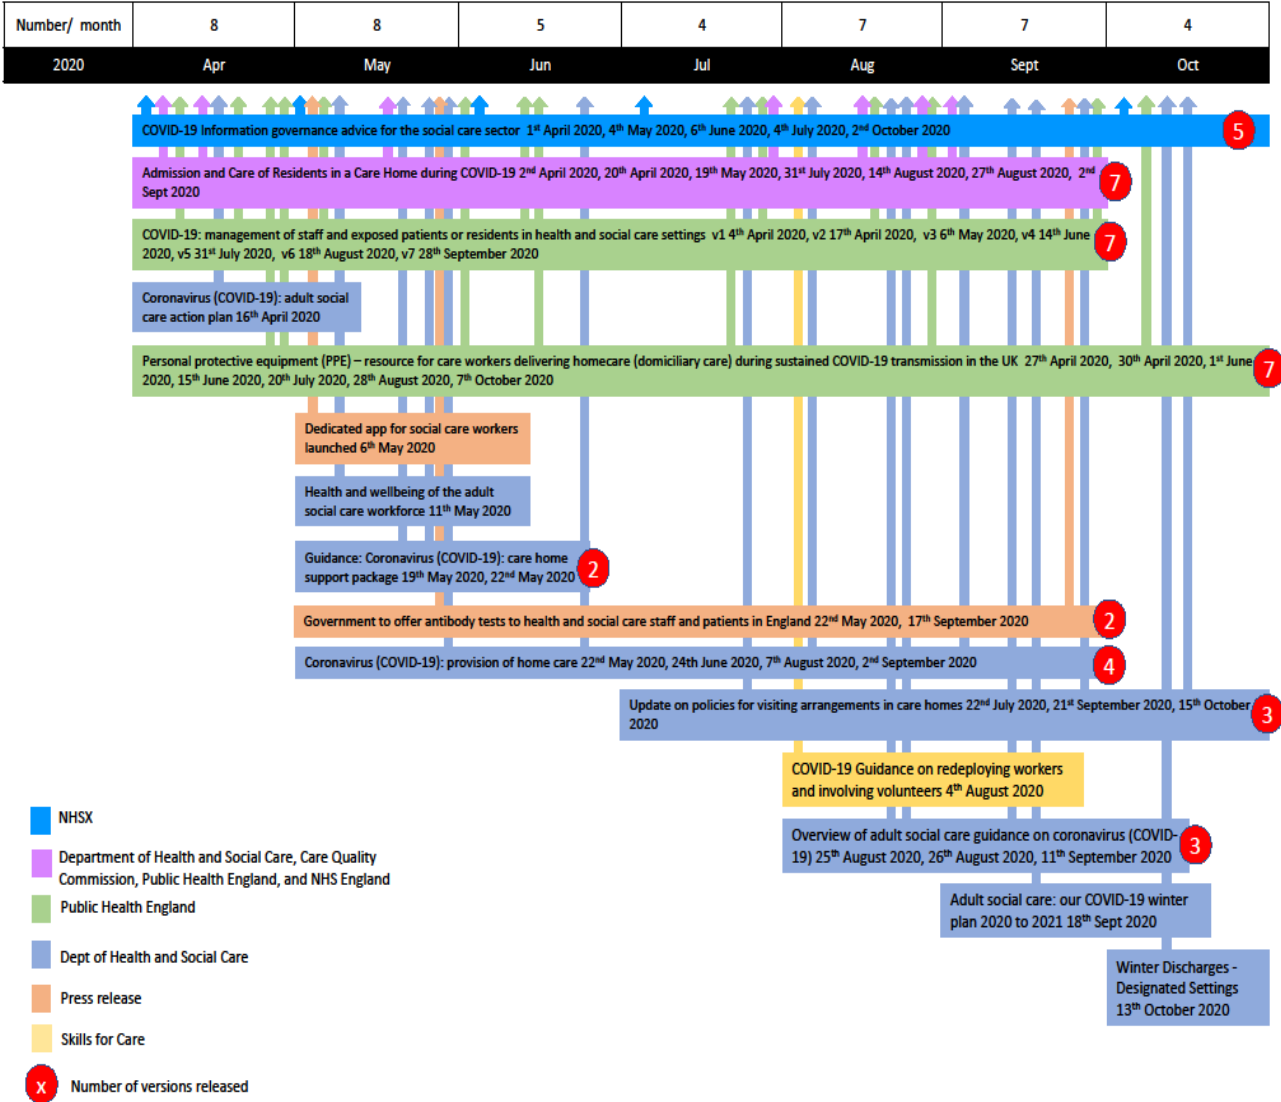 Number/ month 8 8 5 4 7 7 4
2020 Apr May Jun Jul Aug Sept Oct
COVID-19 Information governance advice for the social care sector 1st April 2020, 4th May 2020, 6th June 2020, 4th July 2020, 2nd October 2020
5
Admission and Care of Residents in a Care Home during COVID-19 2nd April 2020, 20th April 2020, 19th May 2020, 31st July 2020, 14th August 2020, 27th August 2020, 2nd
Sept 2020
7
COVID-19: management of staff and exposed patients or residents in health and social care settings v1 4th April 2020, v2 17th April 2020, v3 6th May 2020, v4 14th June
2020, v5 31st July 2020, v6 18th August 2020, v7 28th September 2020
7
Coronavirus (COVID-19): adult social
care action plan 16th April 2020
Personal protective equipment (PPE) – resource for care workers delivering homecare (domiciliary care) during sustained COVID-19 transmission in the UK 27th April 2020, 30th April 2020, 1st June
2020, 15th June 2020, 20th July 2020, 28th August 2020, 7th October 2020
7
Dedicated app for social care workers
launched 6th May 2020
Health and wellbeing of the adult
social care workforce 11th May 2020
Guidance: Coronavirus (COVID-19): care home
support package 19th May 2020, 22nd May 2020
2
Government to offer antibody tests to health and social care staff and patients in England 22nd May 2020, 17th September 2020
2
Coronavirus (COVID-19): provision of home care 22nd May 2020, 24th June 2020, 7th August 2020, 2nd September 2020
4
Update on policies for visiting arrangements in care homes 22nd July 2020, 21st September 2020, 15th October
2020
3
COVID-19 Guidance on redeploying workers
and involving volunteers 4th August 2020
Overview of adult social care guidance on coronavirus (COVID-
19) 25th August 2020, 26th August 2020, 11th September 2020
3
Adult social care: our COVID-19 winter
plan 2020 to 2021 18th Sept 2020
Winter Discharges -
Designated Settings
13th October 2020
NHSX
Department of Health and Social Care, Care Quality
Commission, Public Health England, and NHS England
Public Health England
Dept of Health and Social Care
Press release
Skills for Care
x Number of versions released